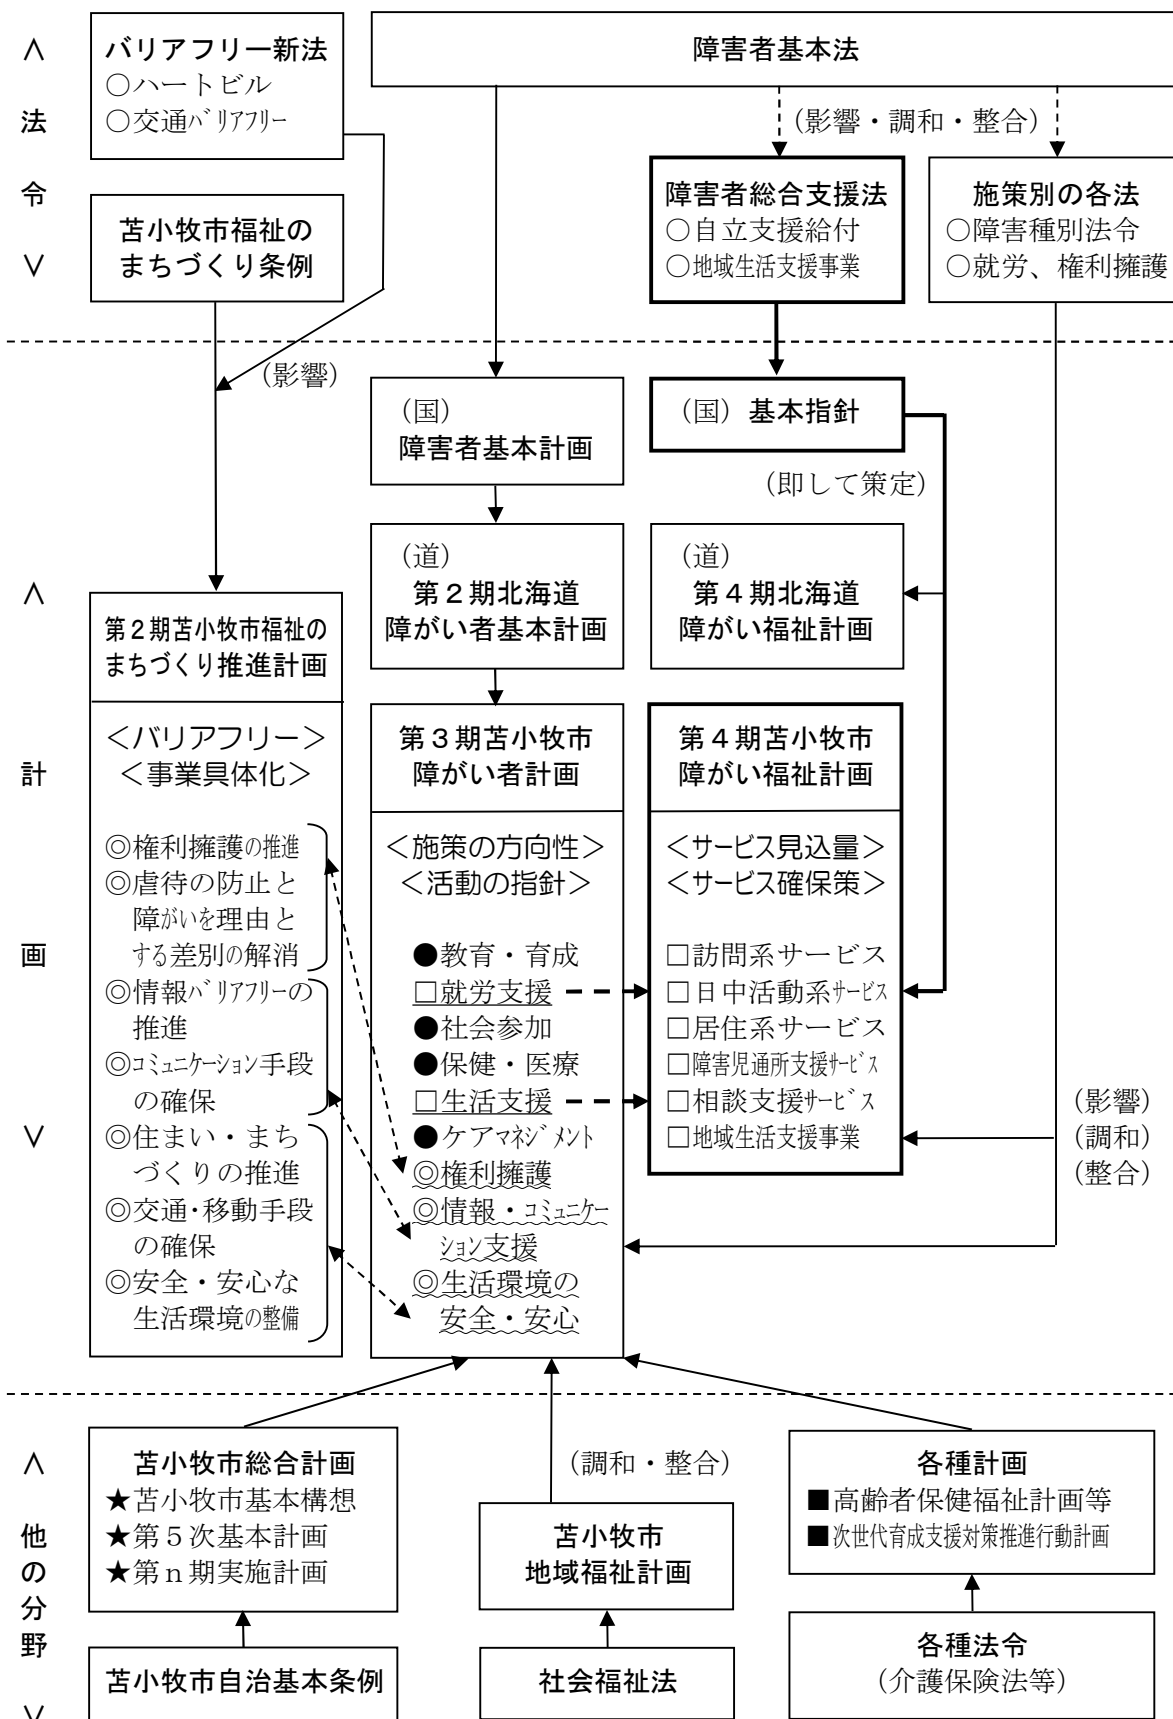 ＜法令＞
バリアフリー新法
○ハートビル
○交通バリアフリー
障害者基本法
（影響・調和・整合）
苫小牧市福祉の
まちづくり条例
障害者総合支援法
○自立支援給付
○地域生活支援事業
施策別の各法
○障害種別法令
○就労、権利擁護
（影響）
＜計画＞
（国）
障害者基本計画
（国）基本指針
（即して策定）
（道）
第２期北海道
障がい者基本計画
（道）
第４期北海道
障がい福祉計画
第２期苫小牧市福祉の
まちづくり推進計画
＜バリアフリー＞
＜事業具体化＞
◎権利擁護の推進
◎虐待の防止と
障がいを理由と
する差別の解消
◎情報バリアフリーの
推進
◎コミュニケーション手段
の確保
◎住まい・まち
づくりの推進
◎交通・移動手段
の確保
◎安全・安心な
生活環境の整備
第３期苫小牧市
障がい者計画
＜施策の方向性＞
＜活動の指針＞
●教育・育成
□就労支援
●社会参加
●保健・医療
□生活支援
●ケアマネジメント
◎権利擁護
◎情報・コミュニケー
ション支援
◎生活環境の
安全・安心
第４期苫小牧市
障がい福祉計画
＜サービス見込量＞
＜サービス確保策＞
□訪問系サービス
□日中活動系サービス
□居住系サービス
□障害児通所支援サービス
□相談支援サービス
□地域生活支援事業
（影響）
（調和）
（整合）
＜他の分野＞
苫小牧市総合計画
★苫小牧市基本構想
★第５次基本計画
★第ｎ期実施計画
苫小牧市自治基本条例
（調和・整合）
苫小牧市
地域福祉計画
社会福祉法
各種計画
■高齢者保健福祉計画等
■次世代育成支援対策推進行動計画
各種法令
（介護保険法等）